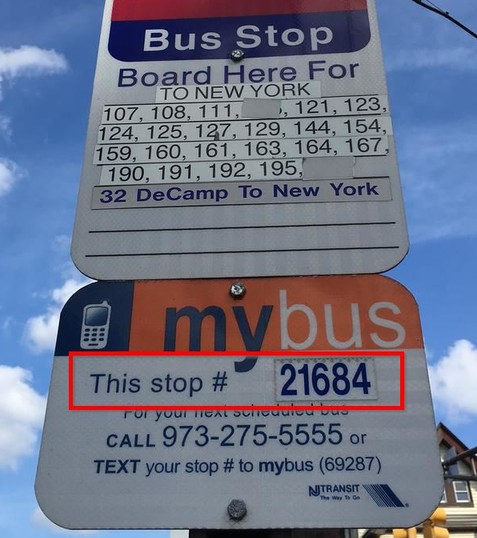 Bus Stop
Board Here For
TO NEW YORK
107, 108, 111, , 121, 123,
124, 125, 127, 129, 144, 154,
159, 160, 161, 163, 164, 167,
190, 191, 192, 195,
32 DeCamp To New York
mybus
This stop # 21684
For your next scheduled bus
CALL 973-275-5555 or
TEXT your stop # to mybus (69287)
NJTRANSIT
The Way To Go